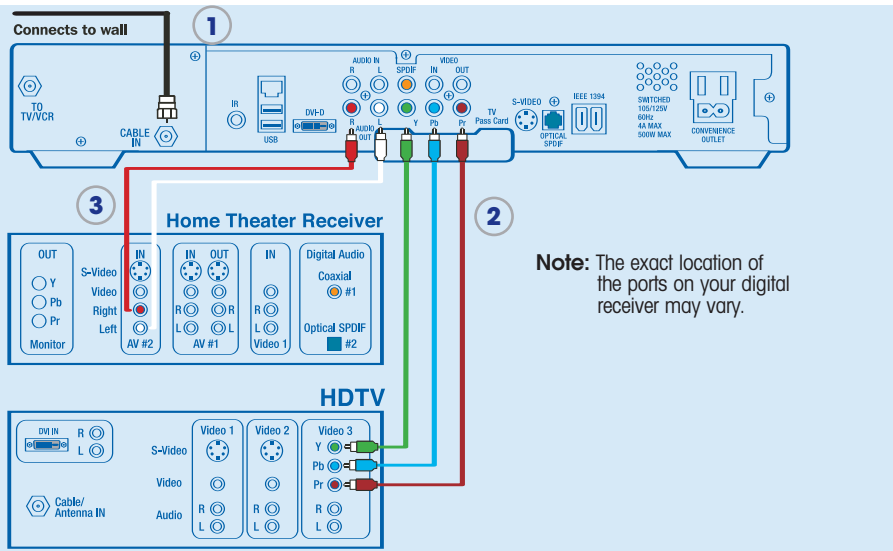 Connects to wall
1
TO
TV/VCR
CABLE
IN
IR
USB
DVI-D
AUDIO IN
R L SPDIF
VIDEO
IN OUT
R L
AUDIO
OUT
Y Pb Pr
TV
Pass Card
S-VIDEO
OPTICAL
SPDIF
IEEE 1394
SWITCHED
105/125V
60Hz
4A MAX
500W MAX
CONVENIENCE
OUTLET
3
2
Home Theater Receiver
OUT
Y
Pb
Pr
Monitor
S-Video
Video
Right
Left
IN
AV #2
IN OUT
R R
L L
AV #1
IN
R
L
Video 1
Digital Audio
Coaxial
#1
Optical SPDIF
#2
Note: The exact location of
the ports on your digital
receiver may vary.
HDTV
DVI IN
R
L
Cable/
Antenna IN
S-Video
Video
Audio
Video 1
R
L
Video 2
R
L
Video 3
Y
Pb
Pr
R
L